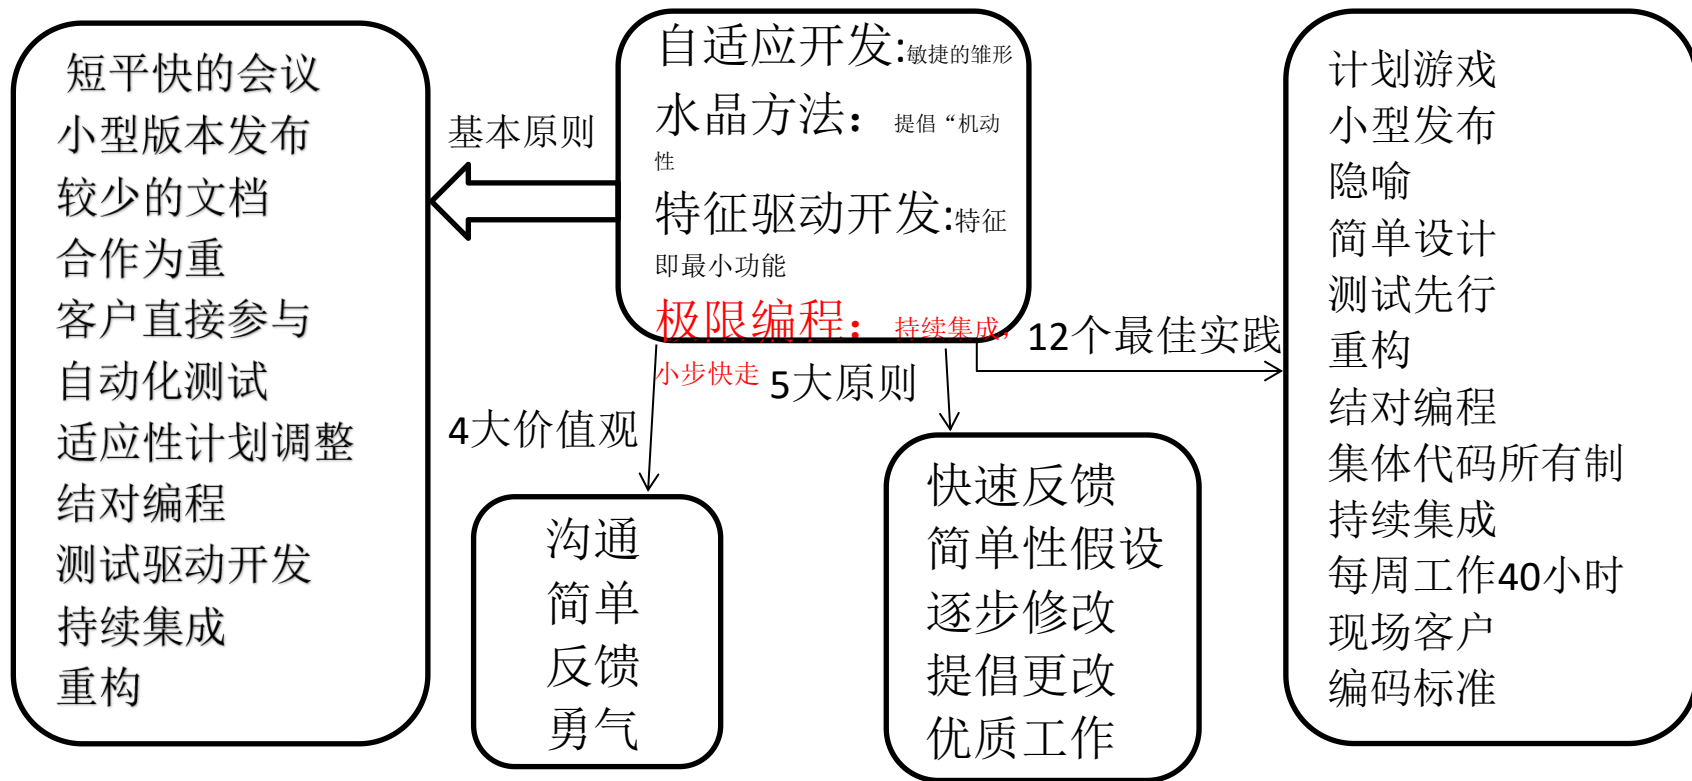 短平快的会议
小型版本发布
较少的文档
合作为重
客户直接参与
自动化测试
适应性计划调整
结对编程
测试驱动开发
持续集成
重构
基本原则
自适应开发:敏捷的雏形
水晶方法： 提倡“机动
性
特征驱动开发:特征
即最小功能
极限编程： 持续集成，
小步快走
4大价值观
5大原则
12个最佳实践
沟通
简单
反馈
勇气
快速反馈
简单性假设
逐步修改
提倡更改
优质工作
计划游戏
小型发布
隐喻
简单设计
测试先行
重构
结对编程
集体代码所有制
持续集成
每周工作40小时
现场客户
编码标准